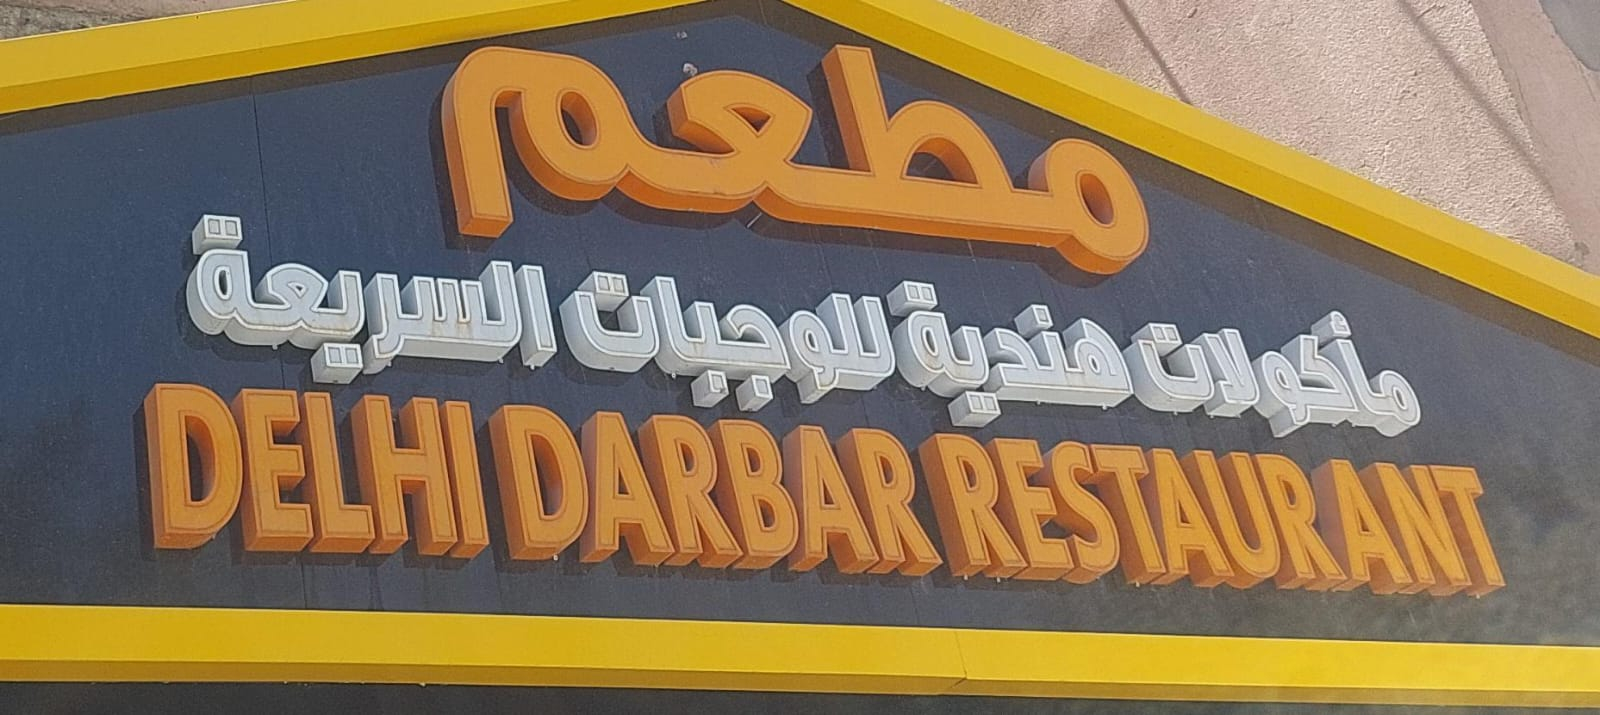 مطعم
مأكولات هندية للوجبات السريعة
DELHI DARBAR RESTAURANT